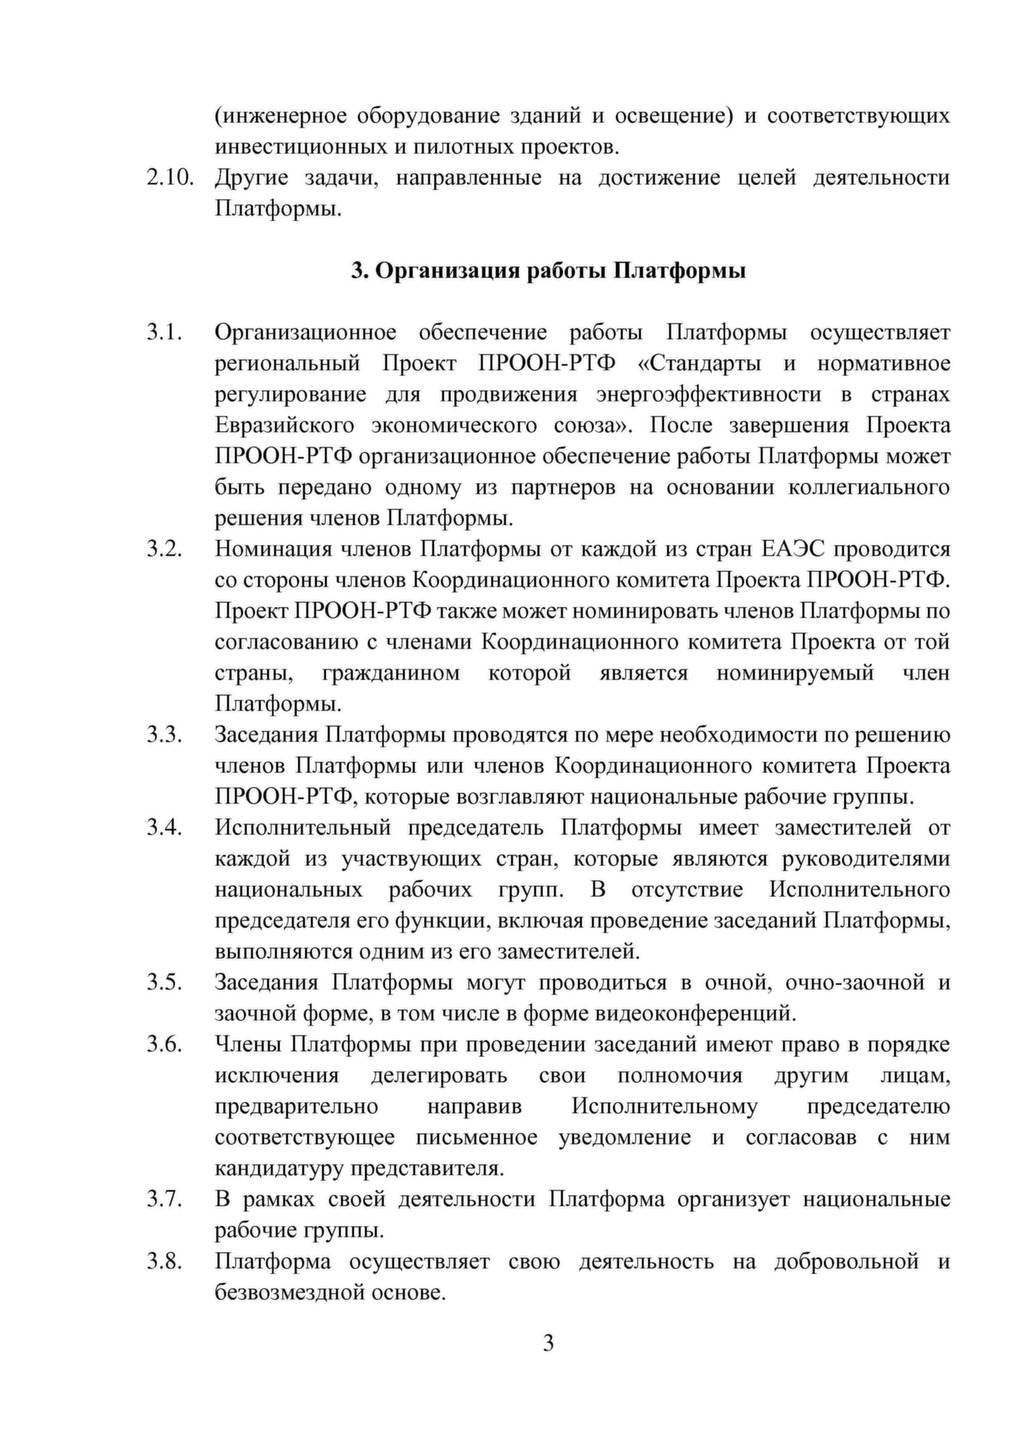 (инженерное оборудование зданий и освещение) и соответствующих
инвестиционных и пилотных проектов.
2.10. Другие задачи, направленные на достижение целей деятельности
Платформы.
3. Организация работы Платформы
3.1. Организационное обеспечение работы Платформы осуществляет
региональный Проект ПРООН-РТФ «Стандарты и нормативное
регулирование для продвижения энергоэффективности в странах
Евразийского экономического союза». После завершения Проекта
ПРООН-РТФ организационное обеспечение работы Платформы может
быть передано одному из партнеров на основании коллегиального
решения членов Платформы.
3.2. Номинация членов Платформы от каждой из стран ЕАЭС проводится
со стороны членов Координационного комитета Проекта ПРООН-РТФ.
Проект ПРООН-РТФ также может номинировать членов Платформы по
согласованию с членами Координационного комитета Проекта от той
страны, гражданином которой является номинируемый член
Платформы.
3.3. Заседания Платформы проводятся по мере необходимости по решению
членов Платформы или членов Координационного комитета Проекта
ПРООН-РТФ, которые возглавляют национальные рабочие группы.
3.4. Исполнительный председатель Платформы имеет заместителей от
каждой из участвующих стран, которые являются руководителями
национальных рабочих групп. В отсутствие Исполнительного
председателя его функции, включая проведение заседаний Платформы,
выполняются одним из его заместителей.
3.5. Заседания Платформы могут проводиться в очной, очно-заочной и
заочной форме, в том числе в форме видеоконференций.
3.6. Члены Платформы при проведении заседаний имеют право в порядке
исключения делегировать свои полномочия другим лицам,
предварительно направив Исполнительному председателю
соответствующее письменное уведомление и согласовав с ним
кандидатуру представителя.
3.7. В рамках своей деятельности Платформа организует национальные
рабочие группы.
3.8. Платформа осуществляет свою деятельность на добровольной и
безвозмездной основе.
3